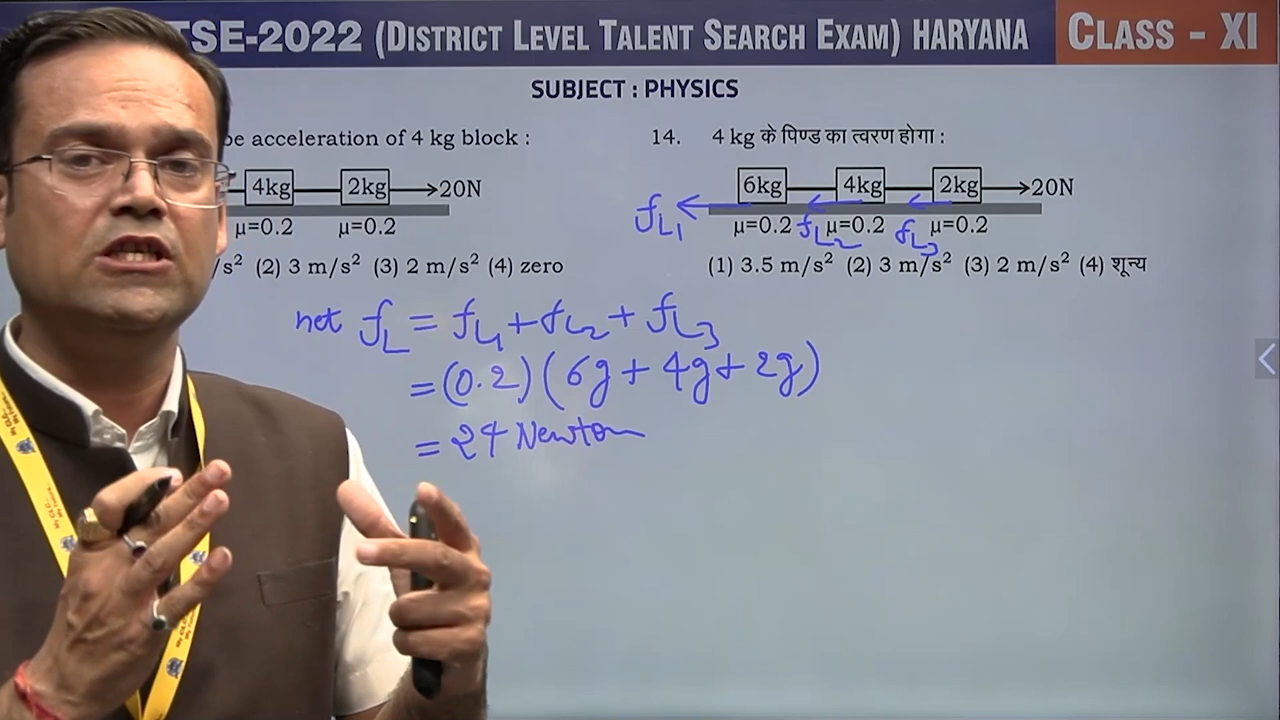 TSE-2022 (DISTRICT LEVEL TALENT SEARCH EXAM) HARYANA
CLASS - XI
SUBJECT : PHYSICS
be acceleration of 4 kg block :
4kg 2kg 20N
μ=0.2 μ=0.2
/s² (2) 3 m/s² (3) 2 m/s² (4) zero
14. 4 kg के पिण्ड का त्वरण होगा :
6kg 4kg 2kg 20N
fL₁ μ=0.2 fL₂ μ=0.2 fL₃ μ=0.2
(1) 3.5 m/s² (2) 3 m/s² (3) 2 m/s² (4) शून्य
net fL = fL₁ + fL₂ + fL₃
= (0.2) (6g + 4g + 2g)
= 24 Newton